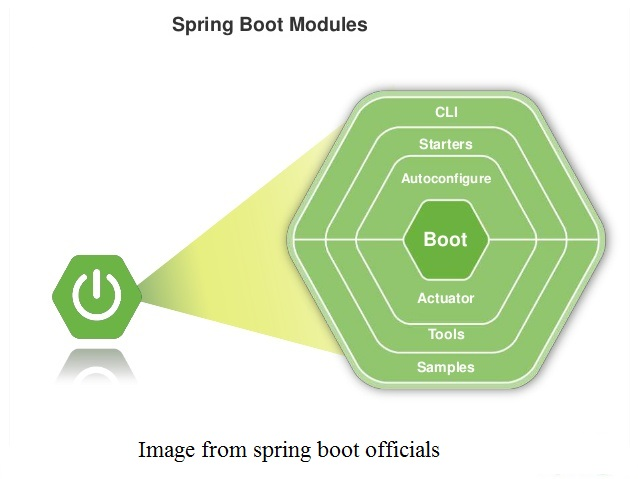 Spring Boot Modules
CLI
Starters
Autoconfigure
Boot
Actuator
Tools
Samples
Image from spring boot officials